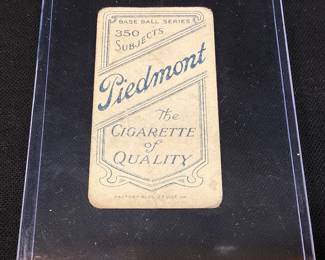 BASE BALL SERIES
350
SUBJECTS
Piedmont
The
CIGARETTE
of
QUALITY